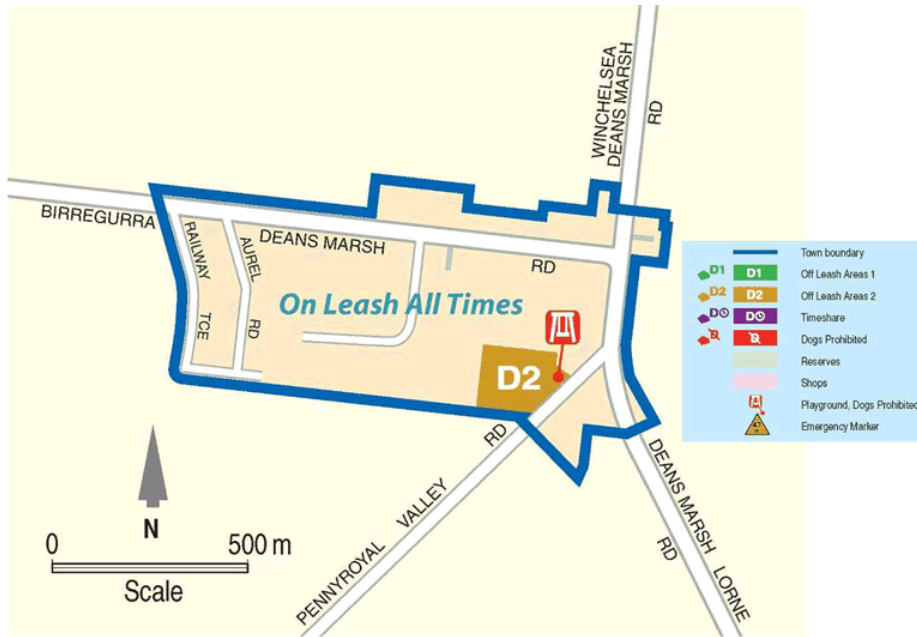 WINCHELSEA
DEANS MARSH
RD
BIRREGURRA
DEANS MARSH
RD
RAILWAY
TCE
AUREL
RD
On Leash All Times
D2
PENNYROYAL VALLEY RD
DEANS MARSH LORNE
RD
N
0 500 m
Scale
Town boundary
D1 D1 Off Leash Areas 1
D2 D2 Off Leash Areas 2
D D Timeshare
D D Dogs Prohibited
Reserves
Shops
Playground, Dogs Prohibited
Emergency Marker